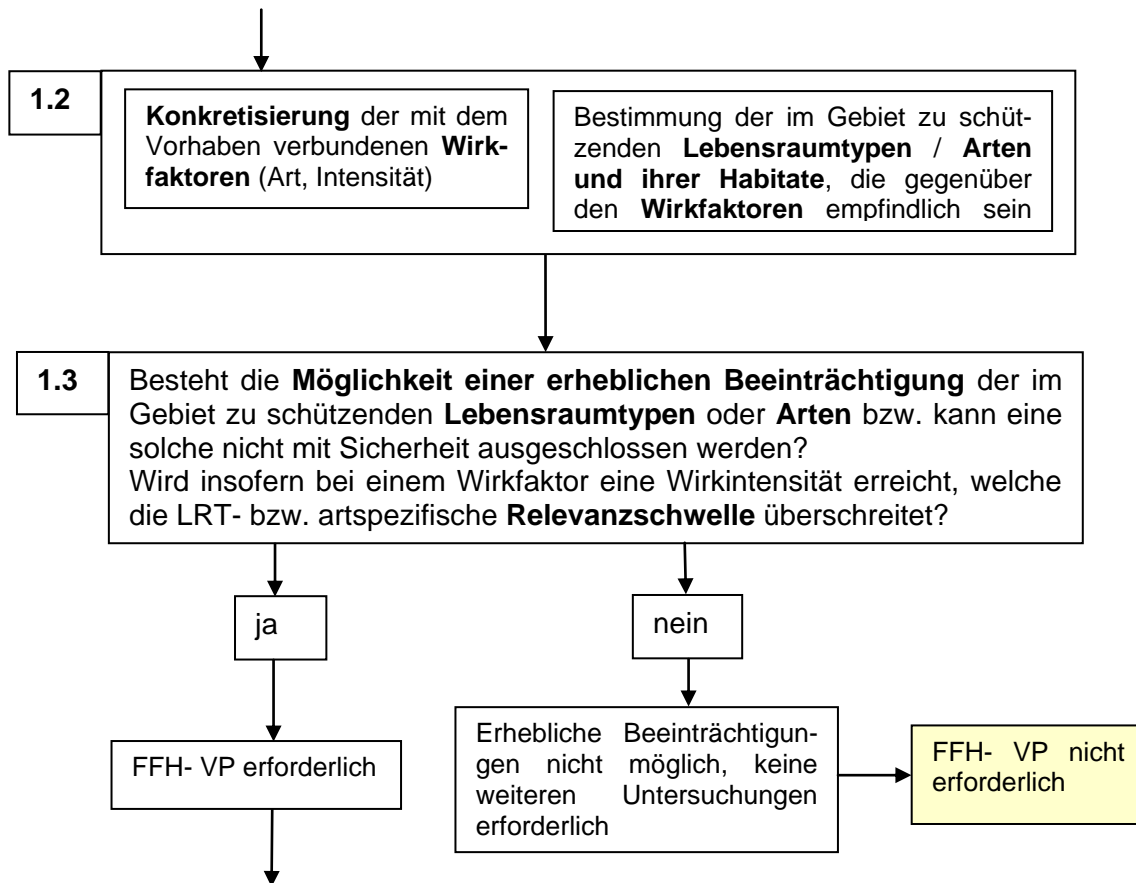 1.2
Konkretisierung der mit dem
Vorhaben verbundenen Wirk-
faktoren (Art, Intensität)
Bestimmung der im Gebiet zu schüt-
zenden Lebensraumtypen / Arten
und ihrer Habitate, die gegenüber
den Wirkfaktoren empfindlich sein
1.3
Besteht die Möglichkeit einer erheblichen Beeinträchtigung der im
Gebiet zu schützenden Lebensraumtypen oder Arten bzw. kann eine
solche nicht mit Sicherheit ausgeschlossen werden?
Wird insofern bei einem Wirkfaktor eine Wirkintensität erreicht, welche
die LRT- bzw. artspezifische Relevanzschwelle überschreitet?
ja
nein
FFH- VP erforderlich
Erhebliche Beeinträchtigun-
gen nicht möglich, keine
weiteren Untersuchungen
erforderlich
FFH- VP nicht
erforderlich